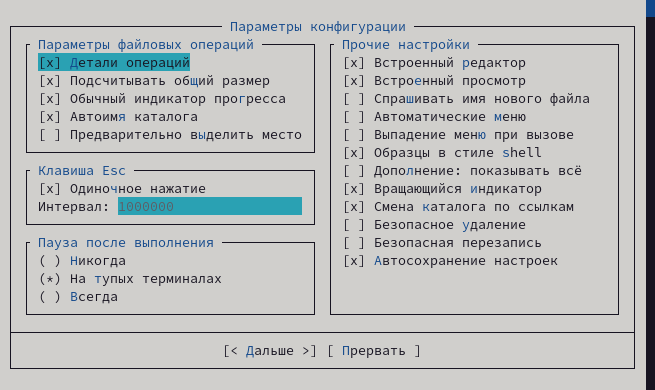 Параметры конфигурации
Параметры файловых операций
[x] Детали операций
[x] Подсчитывать общий размер
[x] Обычный индикатор прогресса
[x] Автоимя каталога
[ ] Предварительно выделить место
Клавиша Esc
[x] Одиночное нажатие
Интервал: 1000000
Пауза после выполнения
( ) Никогда
(*) На тупых терминалах
( ) Всегда
Прочие настройки
[x] Встроенный редактор
[x] Встроенный просмотр
[ ] Спрашивать имя нового файла
[ ] Автоматические меню
[ ] Выпадение меню при вызове
[x] Образцы в стиле shell
[ ] Дополнение: показывать всё
[x] Вращающийся индикатор
[x] Смена каталога по ссылкам
[ ] Безопасное удаление
[ ] Безопасная перезапись
[x] Автосохранение настроек
[< Дальше >] [ Прервать ]